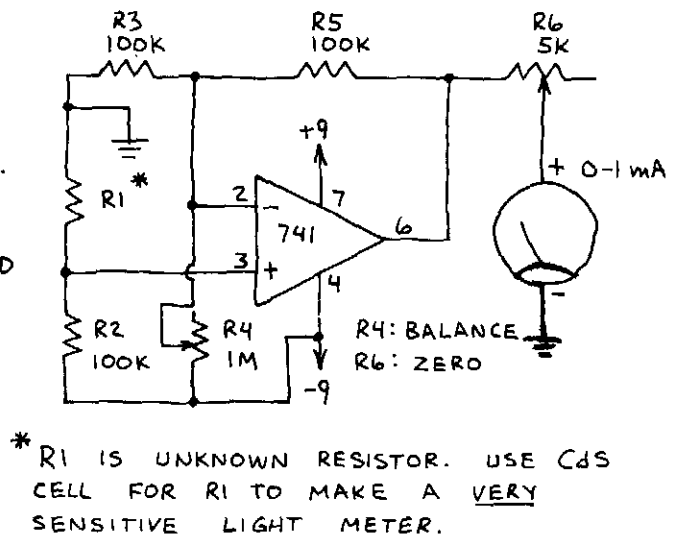 R3
100K
R5
100K
R6
5K
+9
+ 0-1 mA
R1 *
2
-
7
741
6
3
+
4
.
D
R2
100K
R4
1M
R4: BALANCE
R6: ZERO
-
-9
* R1 IS UNKNOWN RESISTOR. USE CdS
CELL FOR R1 TO MAKE A VERY
SENSITIVE LIGHT METER.